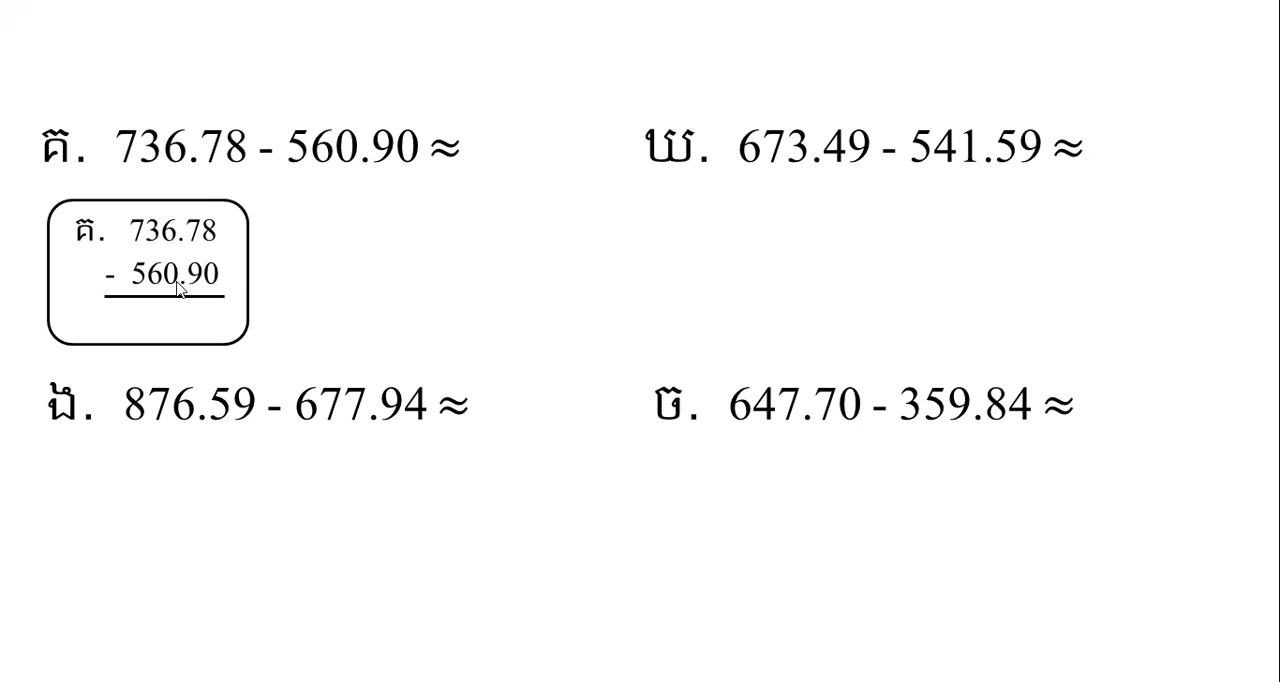 គ. 736.78 - 560.90 ≈
ឃ. 673.49 - 541.59 ≈
គ. 736.78
- 560.90
ង. 876.59 - 677.94 ≈
ច. 647.70 - 359.84 ≈